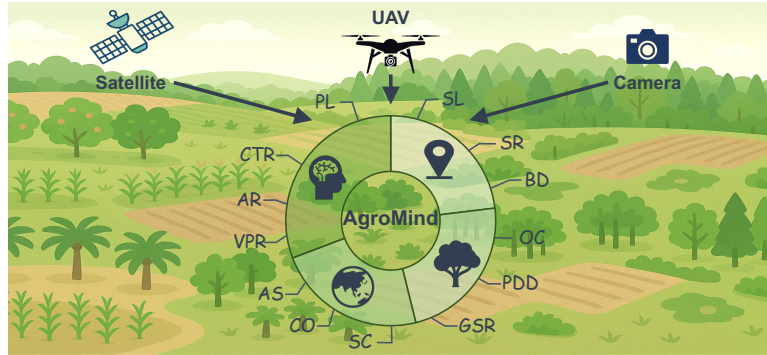 UAV
Satellite
Camera
PL
SL
CTR
SR
AR
BD
VPR
OC
AgroMind
AS
PDD
CO
GSR
SC